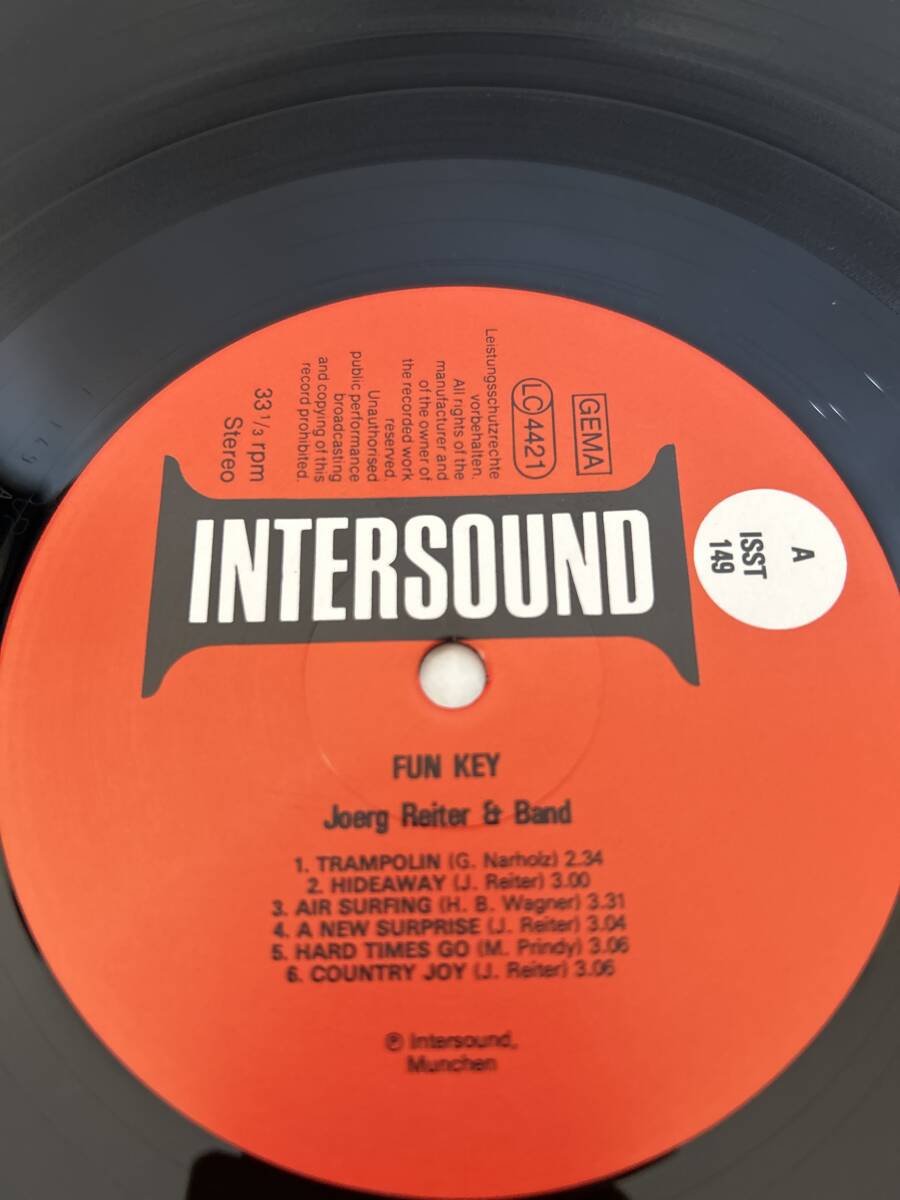 GEMA
LC 4421
Leistungsschutzrechte
vorbehalten.
All rights of the
manufacturer and
of the owner of
the recorded work
reserved.
Unauthorised
public performance
broadcasting
and copying of this
record prohibited.
33 1/3 rpm
Stereo
INTERSOUND
A
ISST
149
FUN KEY
Joerg Reiter & Band
1. TRAMPOLIN (G. Narholz) 2.34
2. HIDEAWAY (J. Reiter) 3.00
3. AIR SURFING (H. B. Wagner) 3.31
4. A NEW SURPRISE (J. Reiter) 3.04
5. HARD TIMES GO (M. Prindy) 3.06
6. COUNTRY JOY (J. Reiter) 3.06
℗ Intersound,
Munchen